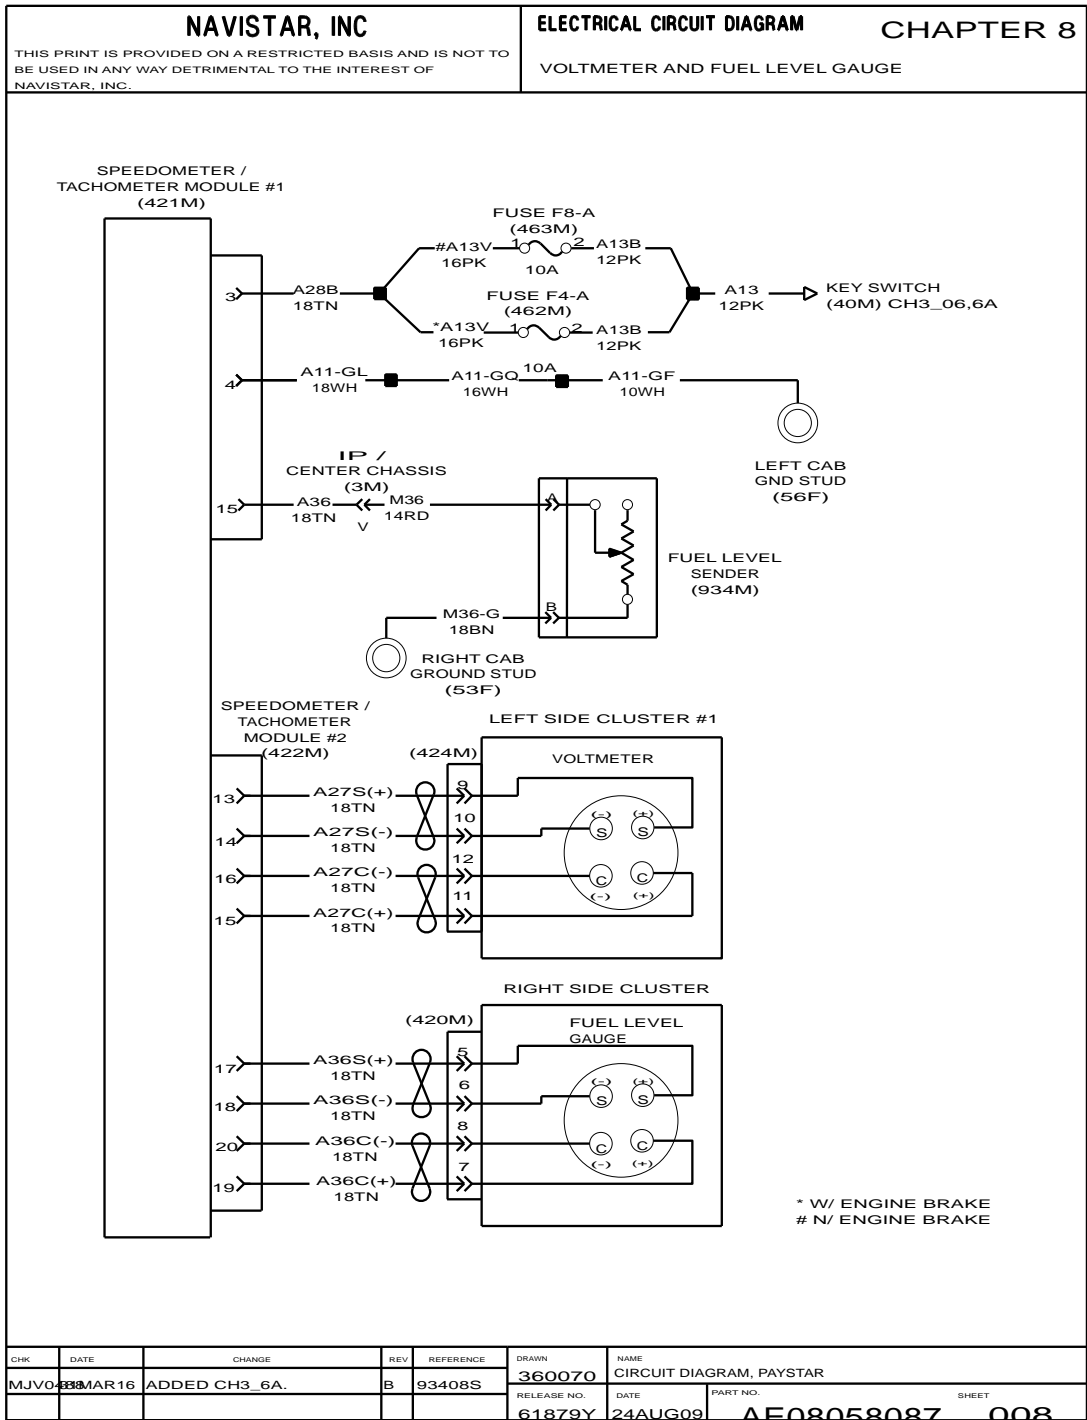 NAVISTAR, INC
THIS PRINT IS PROVIDED ON A RESTRICTED BASIS AND IS NOT TO
BE USED IN ANY WAY DETRIMENTAL TO THE INTEREST OF
NAVISTAR, INC.
ELECTRICAL CIRCUIT DIAGRAM
CHAPTER 8
VOLTMETER AND FUEL LEVEL GAUGE
SPEEDOMETER /
TACHOMETER MODULE #1
(421M)
FUSE F8-A
(463M)
#A13V 1 2 A13B
16PK 10A 12PK
3 A28B
18TN
A13
12PK
KEY SWITCH
(40M) CH3_06,6A
FUSE F4-A
(462M)
*A13V 1 2 A13B
16PK 12PK
10A
4 A11-GL A11-GQ A11-GF
18WH 16WH 10WH
LEFT CAB
GND STUD
(56F)
IP /
CENTER CHASSIS
(3M)
15 A36 M36 A
18TN V 14RD
FUEL LEVEL
SENDER
(934M)
M36-G B
18BN
RIGHT CAB
GROUND STUD
(53F)
SPEEDOMETER /
TACHOMETER
MODULE #2
(422M)
LEFT SIDE CLUSTER #1
(424M)
VOLTMETER
13 A27S(+) 9
18TN
14 A27S(-) 10
18TN
16 A27C(-) 12
18TN
15 A27C(+) 11
18TN
(-) (+)
S S
C C
(-) (+)
RIGHT SIDE CLUSTER
(420M)
FUEL LEVEL
GAUGE
17 A36S(+) 5
18TN
18 A36S(-) 6
18TN
20 A36C(-) 8
18TN
19 A36C(+) 7
18TN
(-) (+)
S S
C C
(-) (+)
* W/ ENGINE BRAKE
# N/ ENGINE BRAKE
CHK DATE CHANGE REV REFERENCE
ADDED CH3_6A. B 93408S
DRAWN
360070
NAME
CIRCUIT DIAGRAM, PAYSTAR
RELEASE NO.
61879Y
DATE
24AUG09
PART NO.
AE08058087
SHEET
008